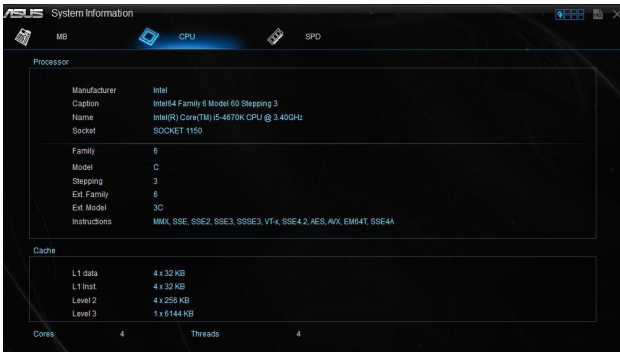 ASUS System Information
MB CPU SPD
Processor
Manufacturer Intel
Caption Intel64 Family 6 Model 60 Stepping 3
Name Intel(R) Core(TM) i5-4670K CPU @ 3.40GHz
Socket SOCKET 1150
Family 6
Model C
Stepping 3
Ext. Family 6
Ext. Model 3C
Instructions MMX, SSE, SSE2, SSE3, SSSE3, VT-x, SSE4.2, AES, AVX, EM64T, SSE4A
Cache
L1 data 4 x 32 KB
L1 Inst. 4 x 32 KB
Level 2 4 x 256 KB
Level 3 1 x 6144 KB
Cores 4 Threads 4